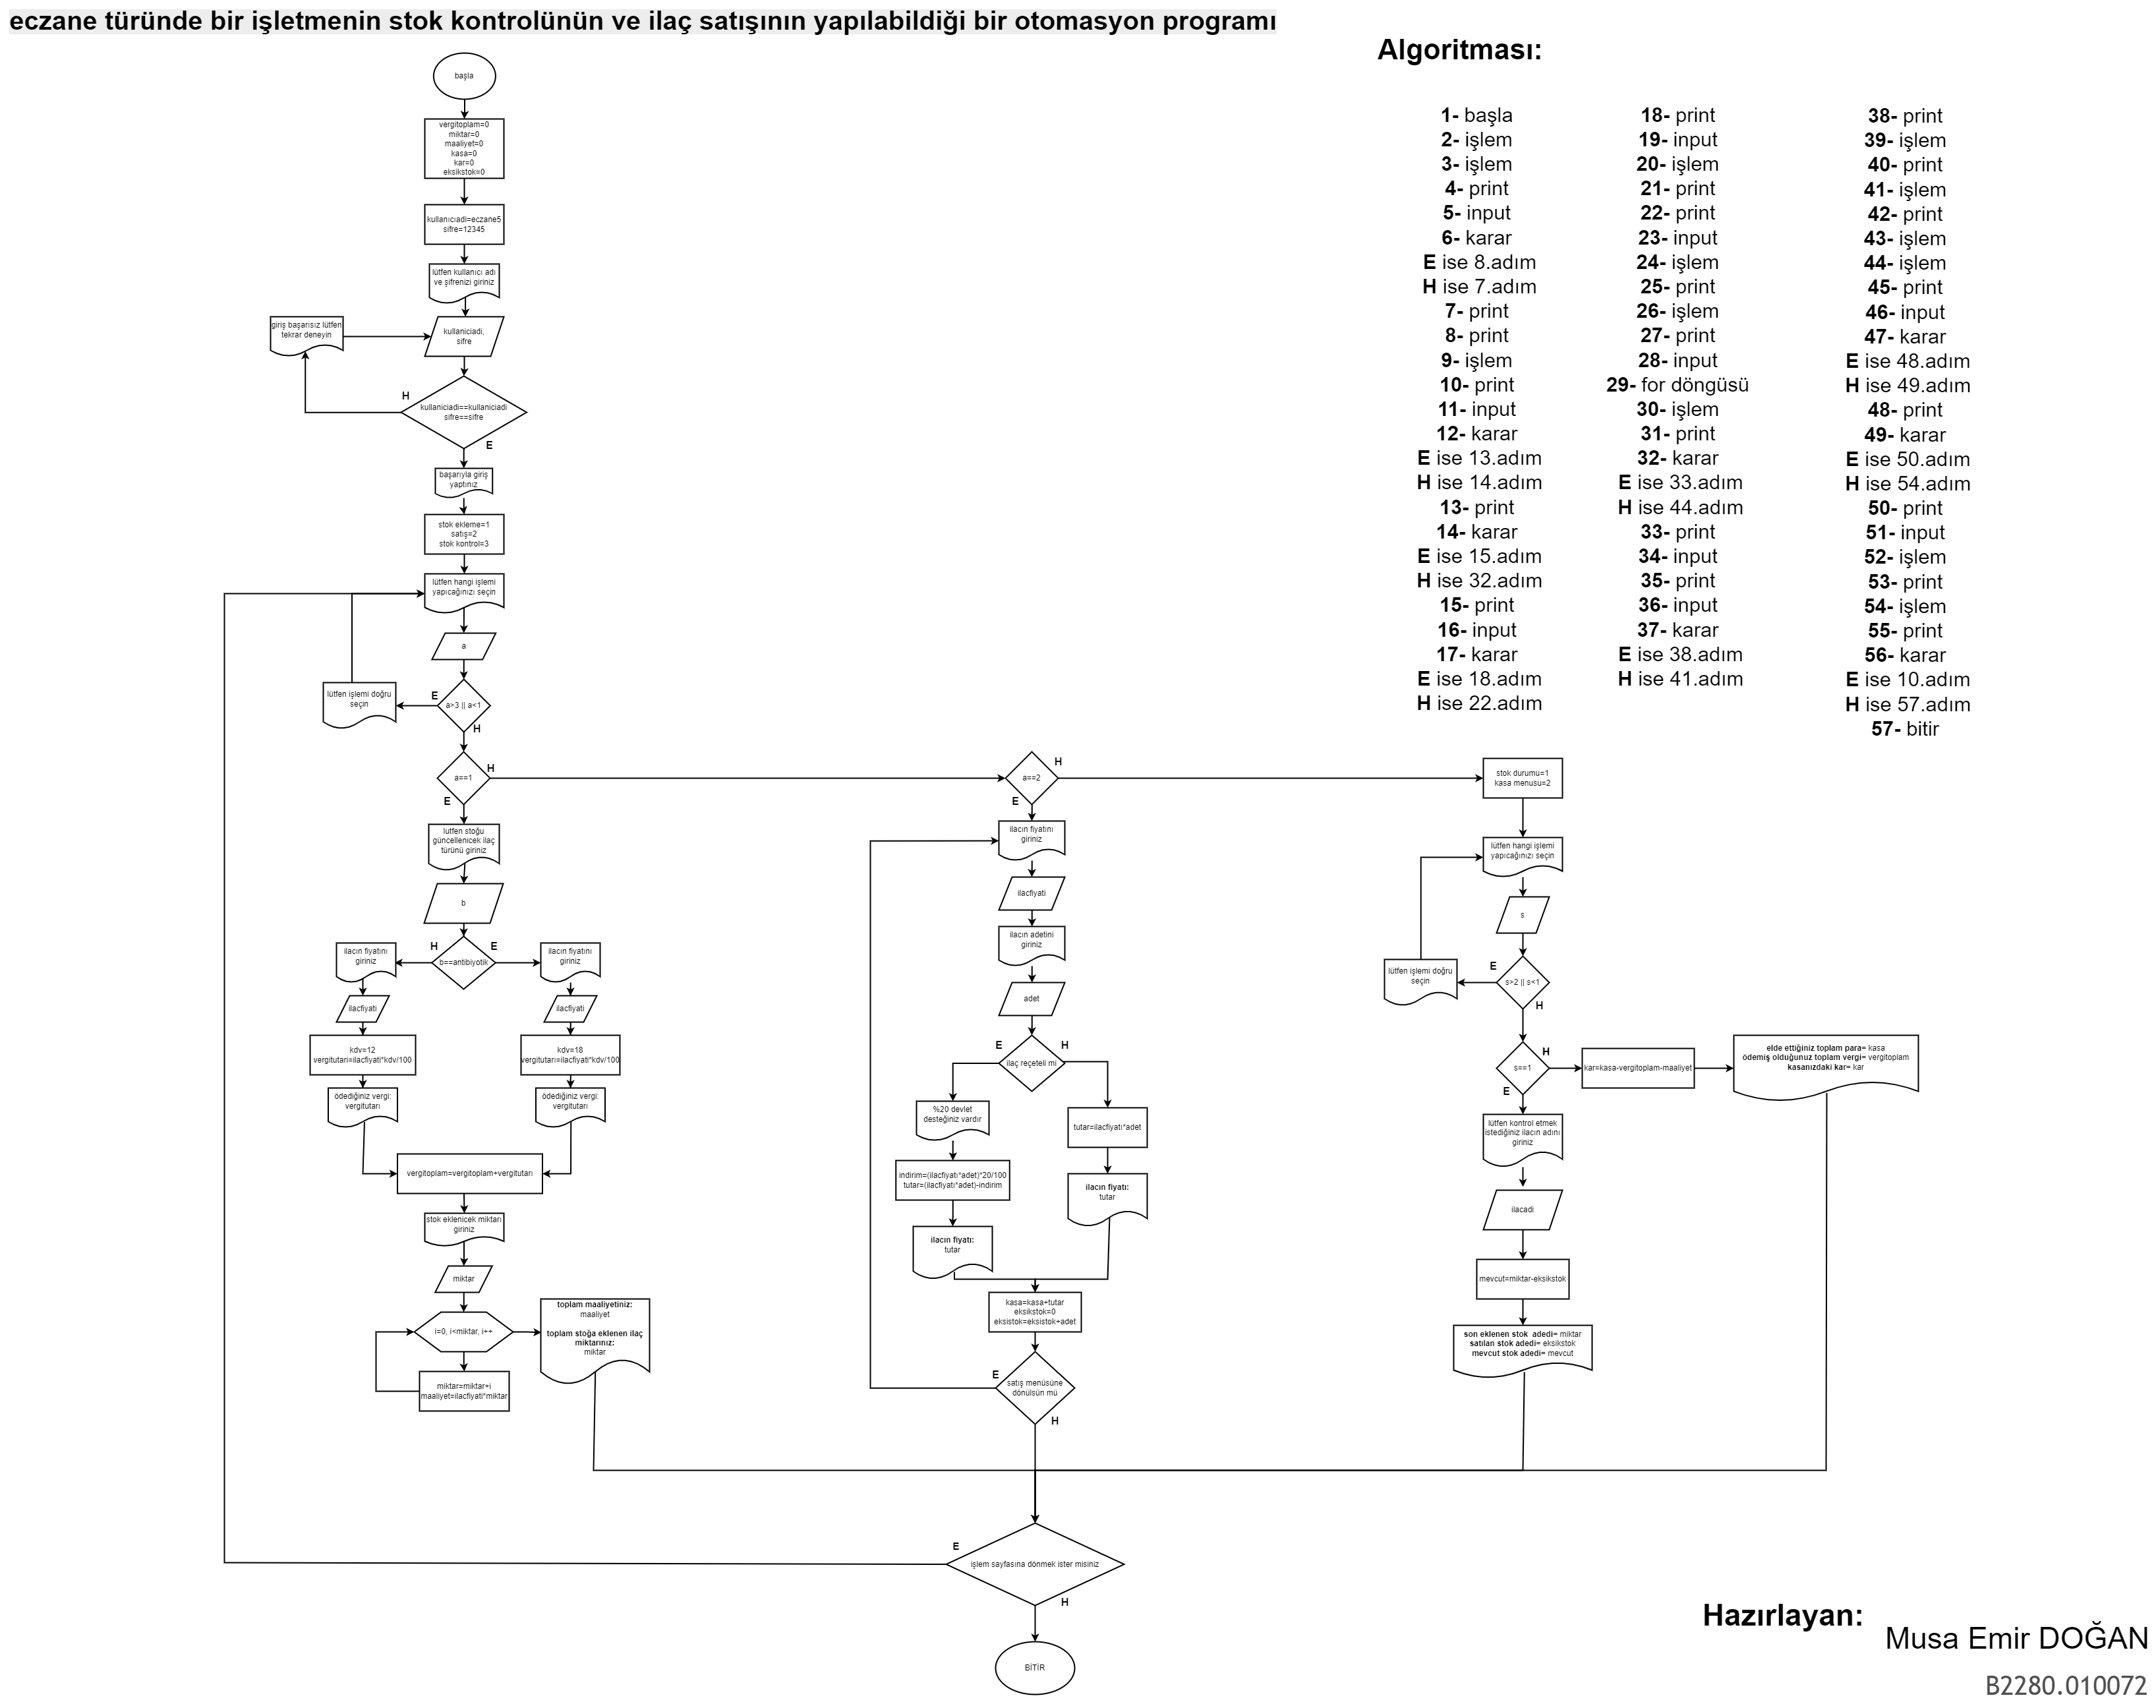 eczane türünde bir işletmenin stok kontrolünün ve ilaç satışının yapılabildiği bir otomasyon programı
başla
vergitoplam=0
miktar=0
maaliyet=0
kasa=0
kar=0
eksikstok=0
kullanıcıadi=eczane5
sifre=12345
lütfen kullanıcı adı
ve şifrenizi giriniz
giriş başarısız lütfen
tekrar deneyin
kullaniciadi,
sifre
H
kullaniciadi==kullaniciadi
sifre==sifre
E
başarıyla giriş
yaptınız
stok ekleme=1
satış=2
stok kontrol=3
lütfen hangi işlemi
yapıcağınızı seçin
a
lütfen işlemi doğru
seçin
E
a>3 || a<1
H
a==1
H
E
lutfen stoğu
güncellenicek ilaç
türünü giriniz
b
ilacın fiyatını
giriniz
H
b==antibiyotik
E
ilacın fiyatını
giriniz
ilacfiyati
ilacfiyati
kdv=12
vergitutarı=ilacfiyati*kdv/100
kdv=18
vergitutarı=ilacfiyati*kdv/100
ödediğiniz vergi:
vergitutarı
ödediğiniz vergi:
vergitutarı
vergitoplam=vergitoplam+vergitutarı
stok eklenicek miktarı
giriniz
miktar
i=0, i<miktar, i++
miktar=miktar+i
maaliyet=ilacfiyati*miktar
toplam maaliyetiniz:
maaliyet
toplam stoğa eklenen ilaç
miktarınız:
miktar
a==2
H
E
ilacın fiyatını
giriniz
ilacfiyati
ilacın adetini
giriniz
adet
E
ilaç reçeteli mi
H
%20 devlet
desteğiniz vardır
indirim=(ilacfiyatı*adet)*20/100
tutar=(ilacfiyatı*adet)-indirim
ilacın fiyatı:
tutar
tutar=ilacfiyatı*adet
ilacın fiyatı:
tutar
kasa=kasa+tutar
eksikstok=0
eksistok=eksistok+adet
E
satış menüsüne
dönülsün mü
H
stok durumu=1
kasa menusu=2
lütfen hangi işlemi
yapıcağınızı seçin
s
lütfen işlemi doğru
seçin
E
s>2 || s<1
H
s==1
H
E
kar=kasa-vergitoplam-maaliyet
elde ettiğiniz toplam para= kasa
ödemiş olduğunuz toplam vergi= vergitoplam
kasanızdaki kar= kar
lütfen kontrol etmek
istediğiniz ilacın adını
giriniz
ilacadi
mevcut=miktar-eksikstok
son eklenen stok adedi= miktar
satılan stok adedi= eksikstok
mevcut stok adedi= mevcut
E
işlem sayfasına dönmek ister misiniz
H
BİTİR
Algoritması:
1- başla
2- işlem
3- işlem
4- print
5- input
6- karar
E ise 8.adım
H ise 7.adım
7- print
8- print
9- işlem
10- print
11- input
12- karar
E ise 13.adım
H ise 14.adım
13- print
14- karar
E ise 15.adım
H ise 32.adım
15- print
16- input
17- karar
E ise 18.adım
H ise 22.adım
18- print
19- input
20- işlem
21- print
22- print
23- input
24- işlem
25- print
26- işlem
27- print
28- input
29- for döngüsü
30- işlem
31- print
32- karar
E ise 33.adım
H ise 44.adım
33- print
34- input
35- print
36- input
37- karar
E ise 38.adım
H ise 41.adım
38- print
39- işlem
40- print
41- işlem
42- print
43- işlem
44- işlem
45- print
46- input
47- karar
E ise 48.adım
H ise 49.adım
48- print
49- karar
E ise 50.adım
H ise 54.adım
50- print
51- input
52- işlem
53- print
54- işlem
55- print
56- karar
E ise 10.adım
H ise 57.adım
57- bitir
Hazırlayan:
Musa Emir DOĞAN
B2280.010072